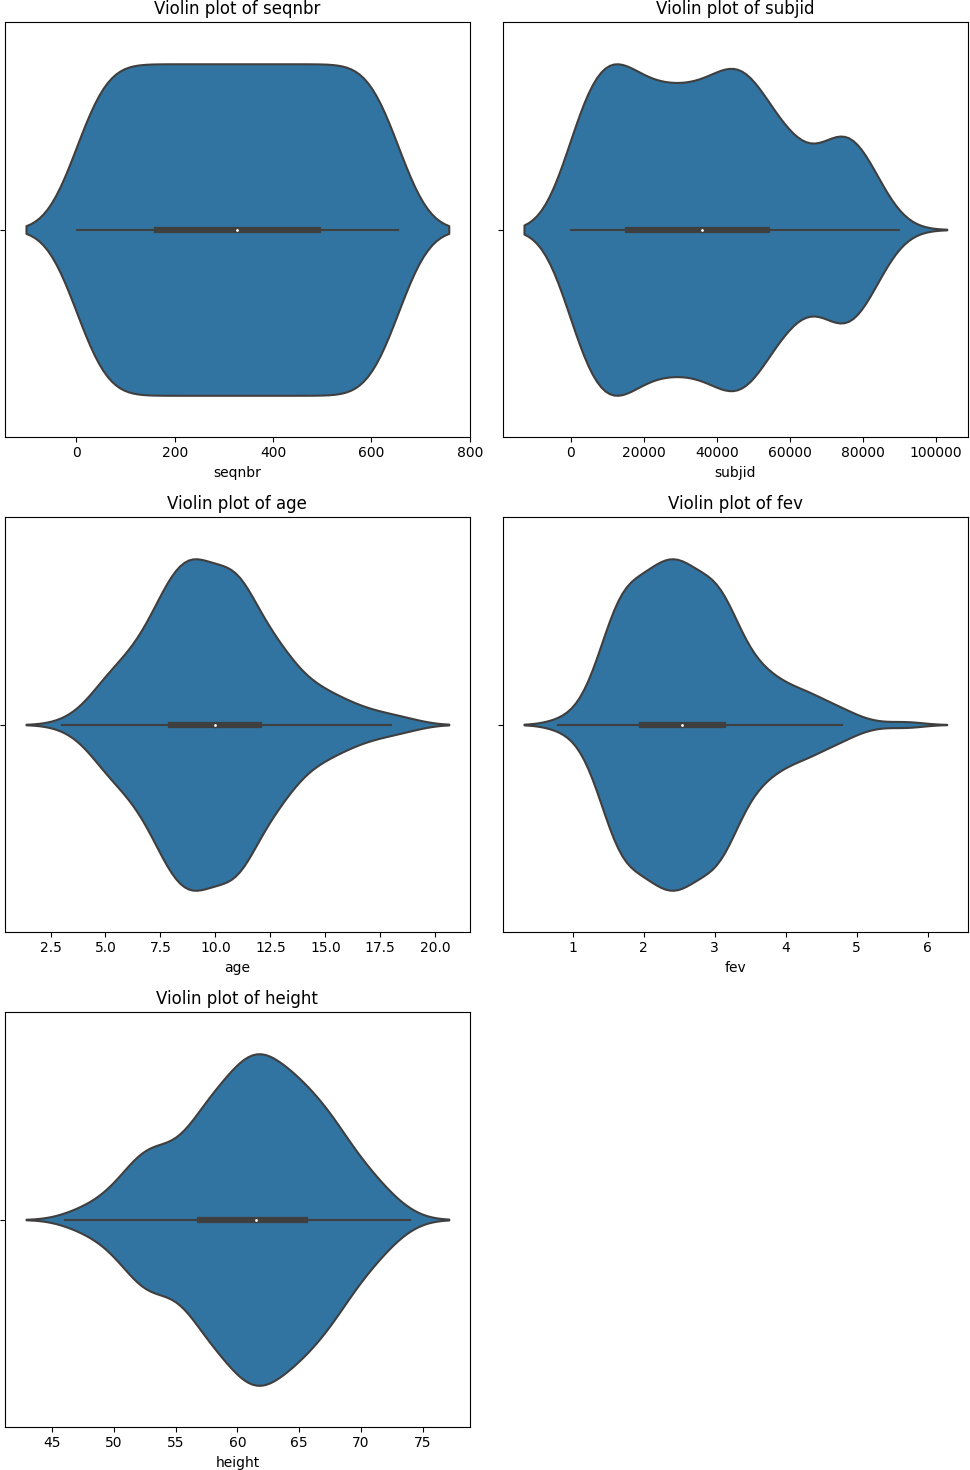 Violin plot of seqnbr
0 200 400 600 800
seqnbr
Violin plot of subjid
0 20000 40000 60000 80000 100000
subjid
Violin plot of age
2.5 5.0 7.5 10.0 12.5 15.0 17.5 20.0
age
Violin plot of fev
1 2 3 4 5 6
fev
Violin plot of height
45 50 55 60 65 70 75
height